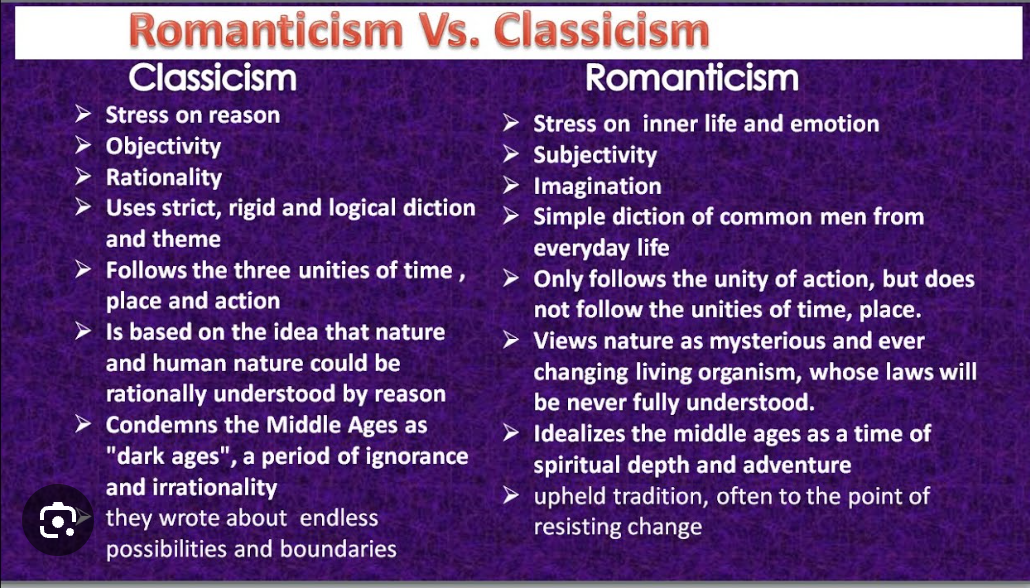 Romanticism Vs. Classicism
Classicism
➢ Stress on reason
➢ Objectivity
➢ Rationality
➢ Uses strict, rigid and logical diction
and theme
➢ Follows the three unities of time ,
place and action
➢ Is based on the idea that nature
and human nature could be
rationally understood by reason
➢ Condemns the Middle Ages as
"dark ages", a period of ignorance
and irrationality
➢ they wrote about endless
possibilities and boundaries
Romanticism
➢ Stress on inner life and emotion
➢ Subjectivity
➢ Imagination
➢ Simple diction of common men from
everyday life
➢ Only follows the unity of action, but does
not follow the unities of time, place.
➢ Views nature as mysterious and ever
changing living organism, whose laws will
be never fully understood.
➢ Idealizes the middle ages as a time of
spiritual depth and adventure
➢ upheld tradition, often to the point of
resisting change